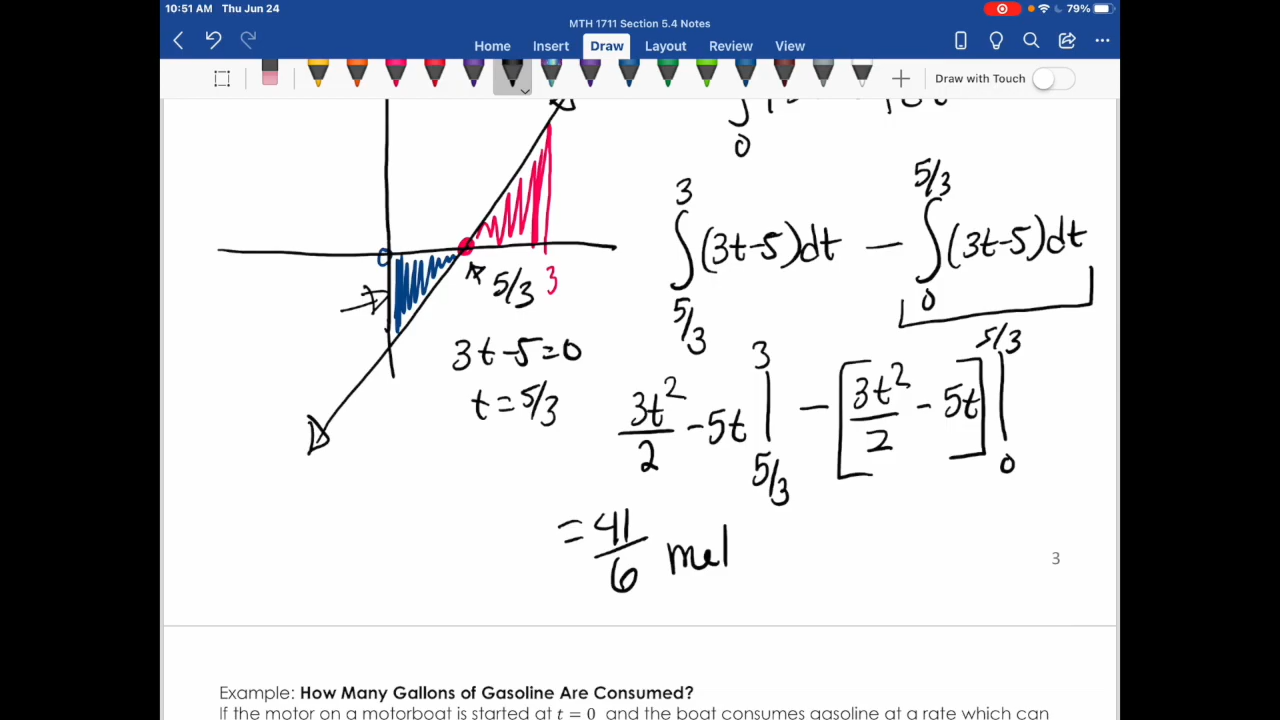 10:51 AM Thu Jun 24
79%
MTH 1711 Section 5.4 Notes
Home Insert Draw Layout Review View
Draw with Touch
0
3
5/3
∫(3t-5)dt — ∫(3t-5)dt
5/3
0
0
5/3
3
3t-5=0
t=5/3
3
5/3
3t²/2 - 5t | - [3t²/2 - 5t] |
5/3
0
= 41/6
3
Example: How Many Gallons of Gasoline Are Consumed?
If the motor on a motorboat is started at t = 0 and the boat consumes gasoline at a rate which can